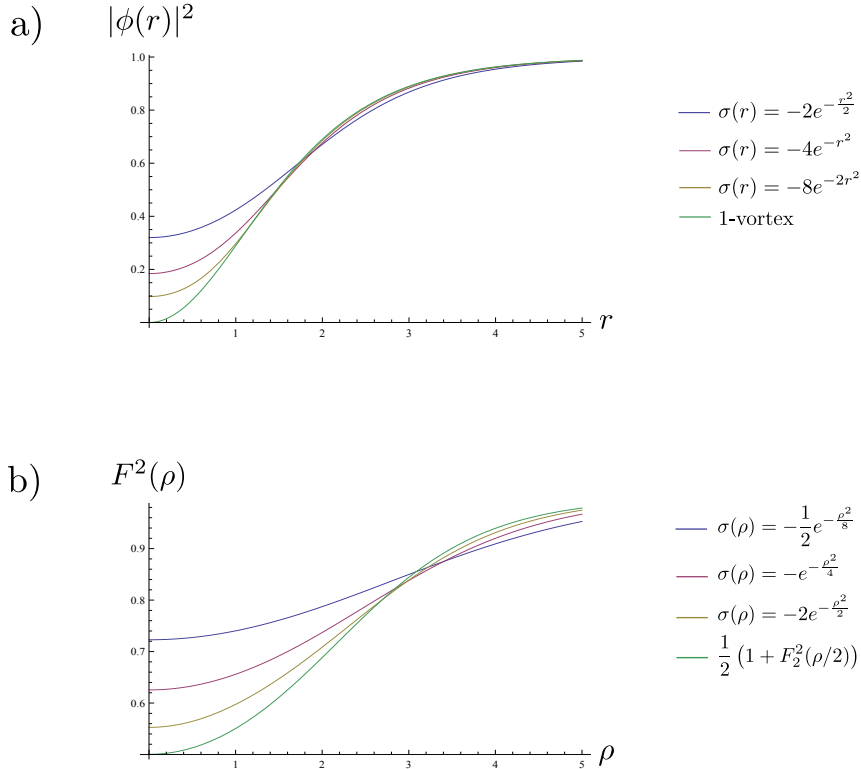 a)
|ϕ(r)|²
1.0
0.8
0.6
0.4
0.2
1 2 3 4 5
r
σ(r) = −2e^{−r²/2}
σ(r) = −4e^{−r²}
σ(r) = −8e^{−2r²}
1-vortex
b)
F²(ρ)
0.9
0.8
0.7
0.6
1 2 3 4 5
ρ
σ(ρ) = −1/2 e^{−ρ²/8}
σ(ρ) = −e^{−ρ²/4}
σ(ρ) = −2e^{−ρ²/2}
1/2 (1 + F₂²(ρ/2))